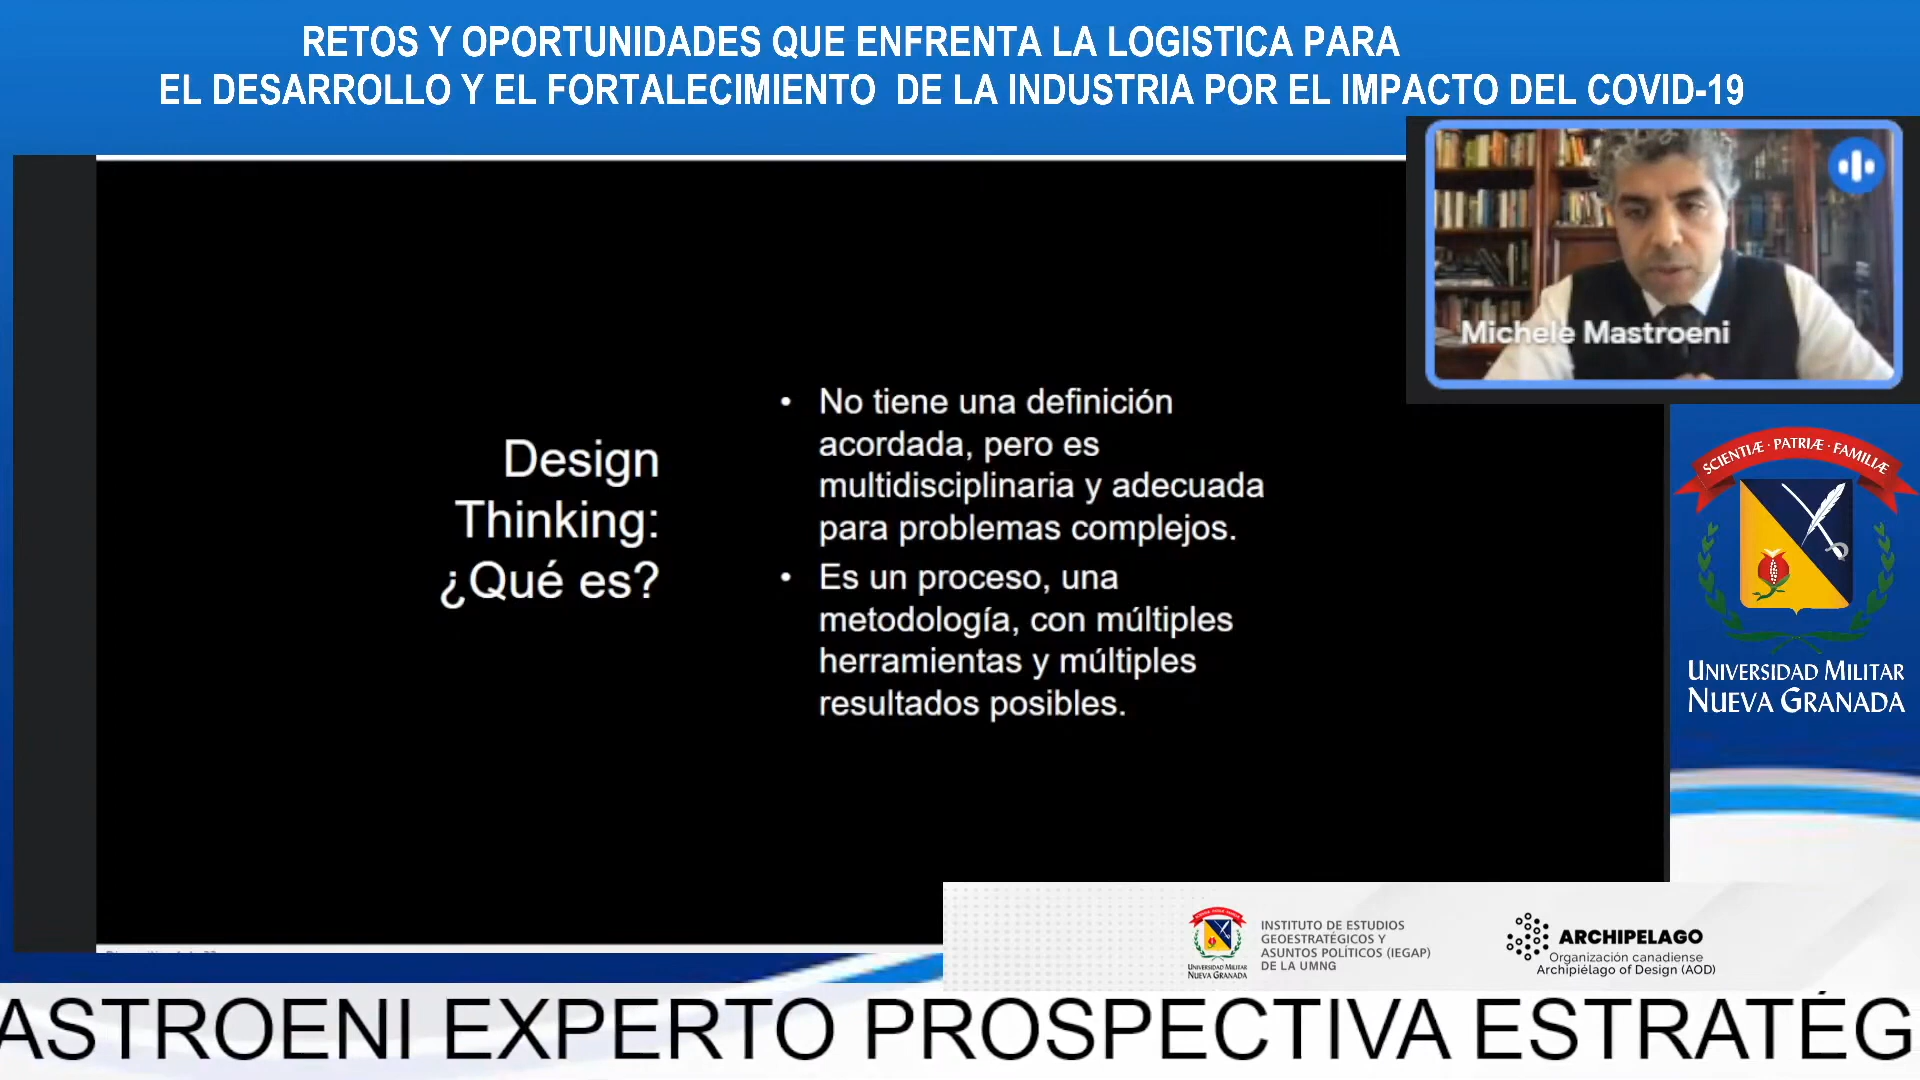 RETOS Y OPORTUNIDADES QUE ENFRENTA LA LOGISTICA PARA
EL DESARROLLO Y EL FORTALECIMIENTO DE LA INDUSTRIA POR EL IMPACTO DEL COVID-19
Michele Mastroeni
Design
Thinking:
¿Qué es?
• No tiene una definición
acordada, pero es
multidisciplinaria y adecuada
para problemas complejos.
• Es un proceso, una
metodología, con múltiples
herramientas y múltiples
resultados posibles.
SCIENTIÆ · PATRIÆ · FAMILIÆ
UNIVERSIDAD MILITAR
NUEVA GRANADA
UNIVERSIDAD MILITAR
NUEVA GRANADA
INSTITUTO DE ESTUDIOS
GEOESTRATÉGICOS Y
ASUNTOS POLÍTICOS (IEGAP)
DE LA UMNG
ARCHIPELAGO
Organización canadiense
Archipiélago of Design (AOD)
ASTROENI EXPERTO PROSPECTIVA ESTRATÉG